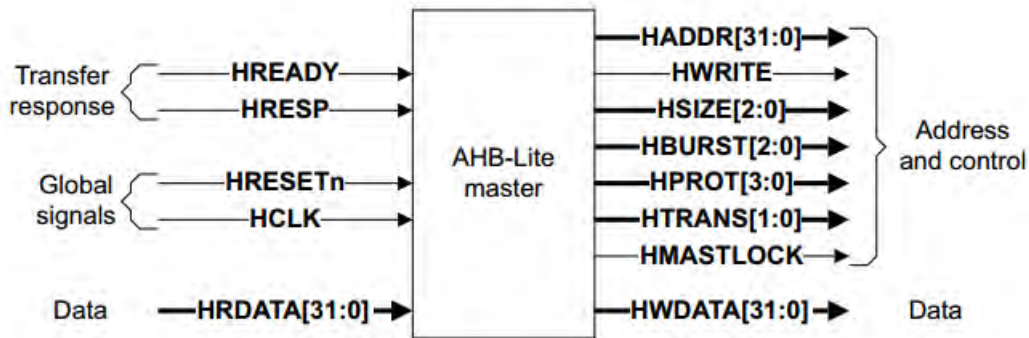 Transfer
response
HREADY
HRESP
Global
signals
HRESETn
HCLK
Data
HRDATA[31:0]
AHB-Lite
master
HADDR[31:0]
HWRITE
HSIZE[2:0]
HBURST[2:0]
HPROT[3:0]
HTRANS[1:0]
HMASTLOCK
Address
and control
HWDATA[31:0]
Data